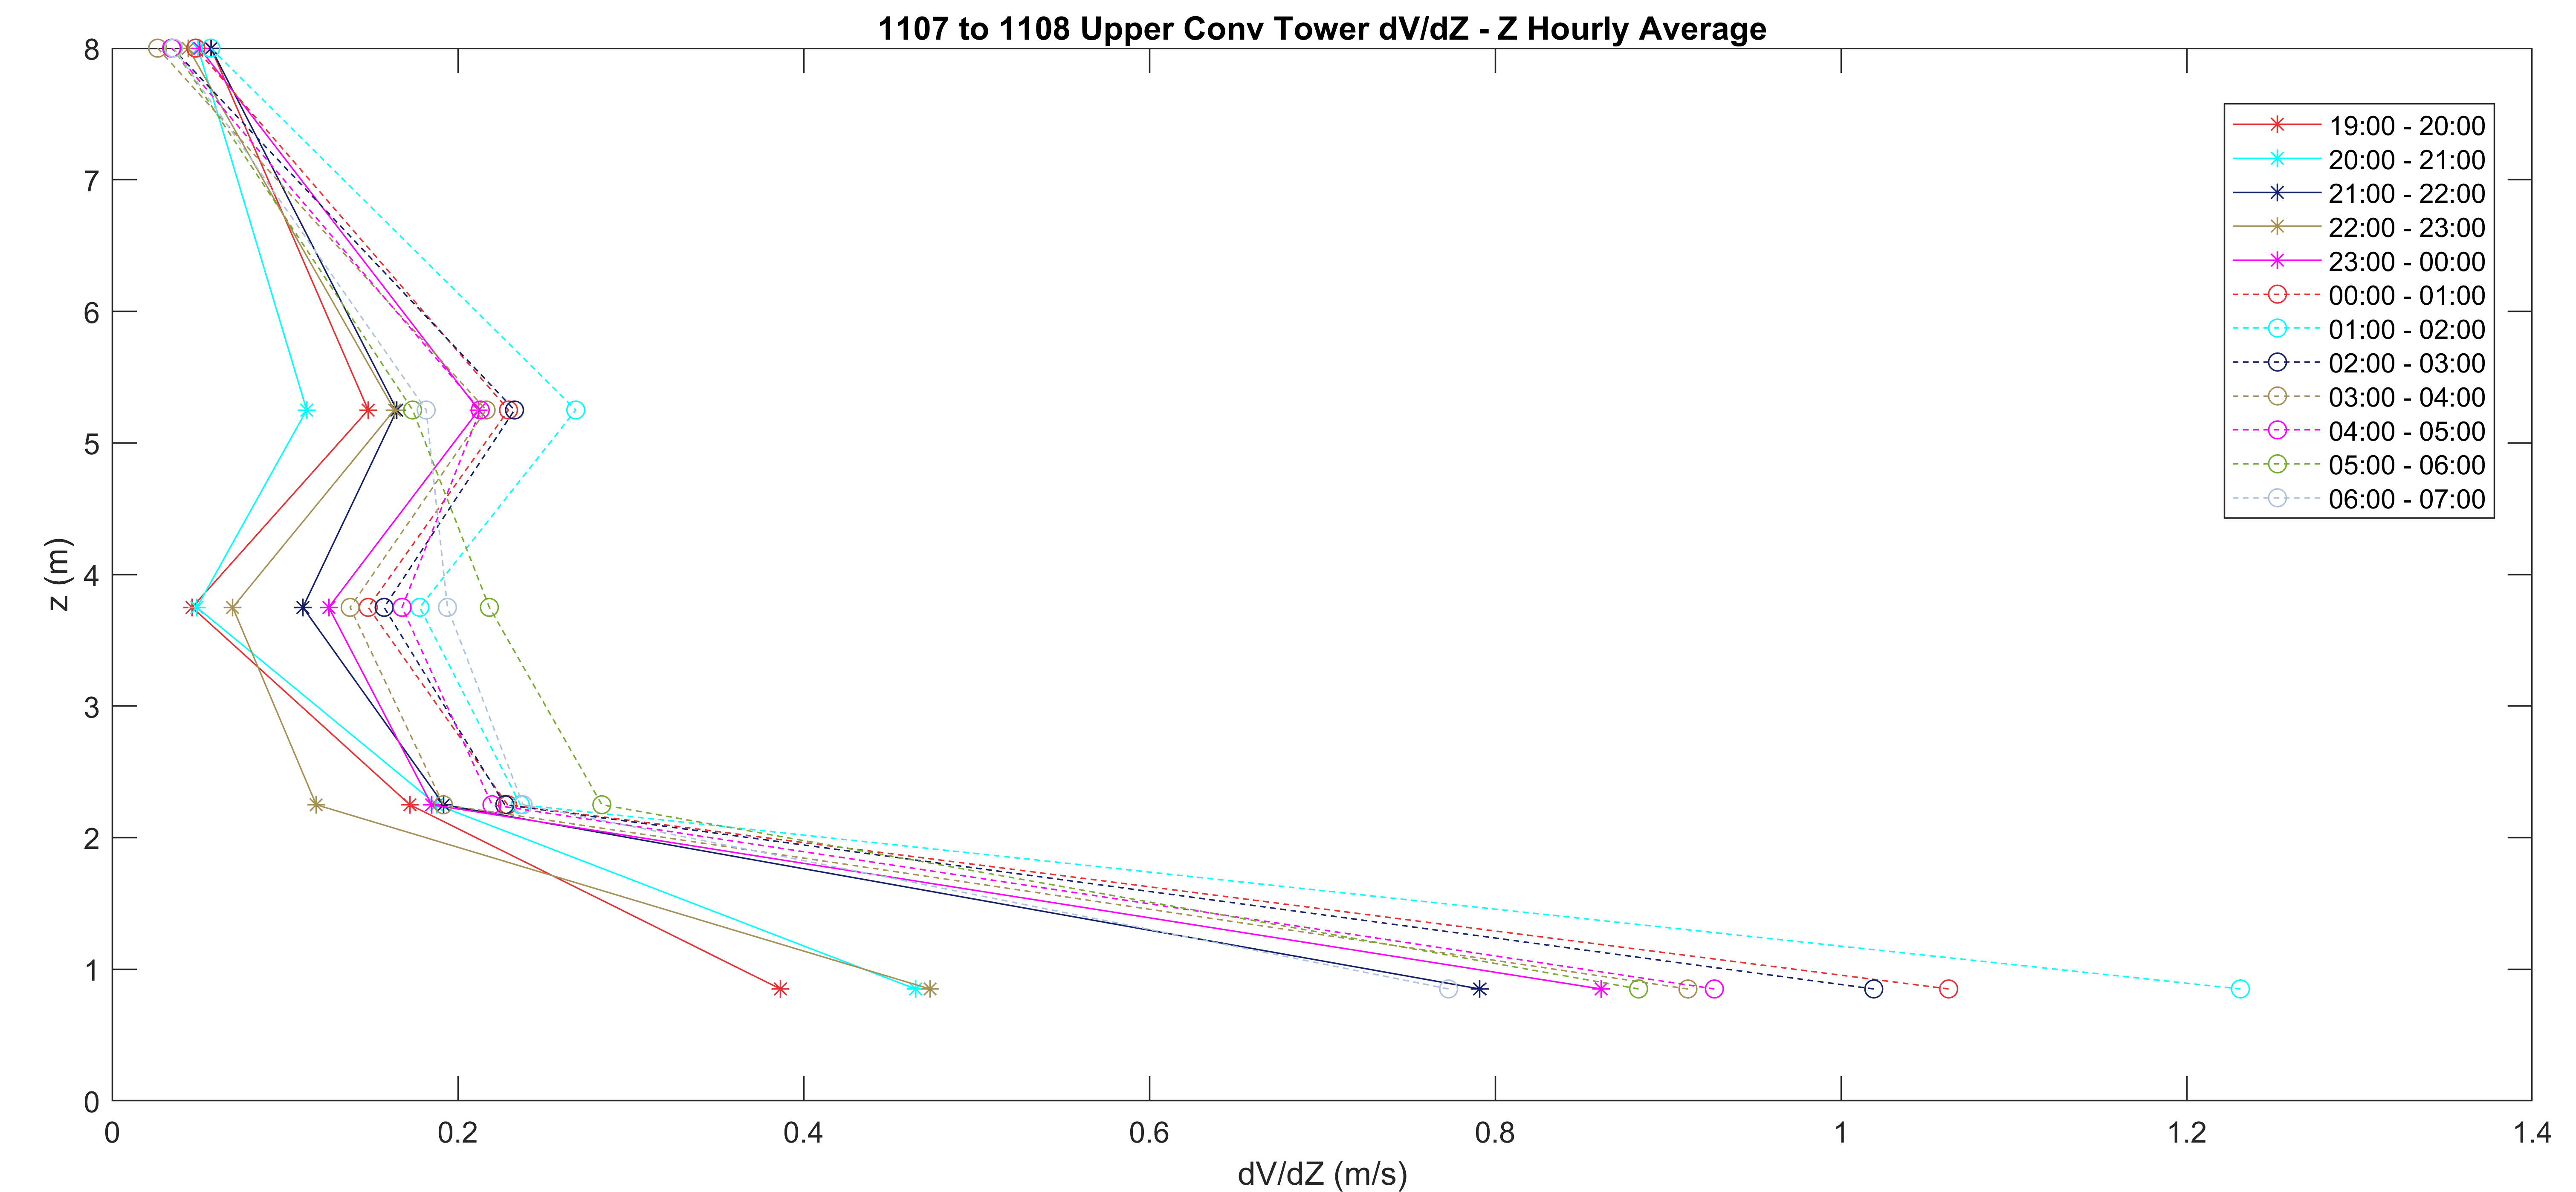 1107 to 1108 Upper Conv Tower dV/dZ - Z Hourly Average
8
7
6
5
4
3
2
1
0
z (m)
19:00 - 20:00
20:00 - 21:00
21:00 - 22:00
22:00 - 23:00
23:00 - 00:00
00:00 - 01:00
01:00 - 02:00
02:00 - 03:00
03:00 - 04:00
04:00 - 05:00
05:00 - 06:00
06:00 - 07:00
0 0.2 0.4 0.6 0.8 1 1.2 1.4
dV/dZ (m/s)